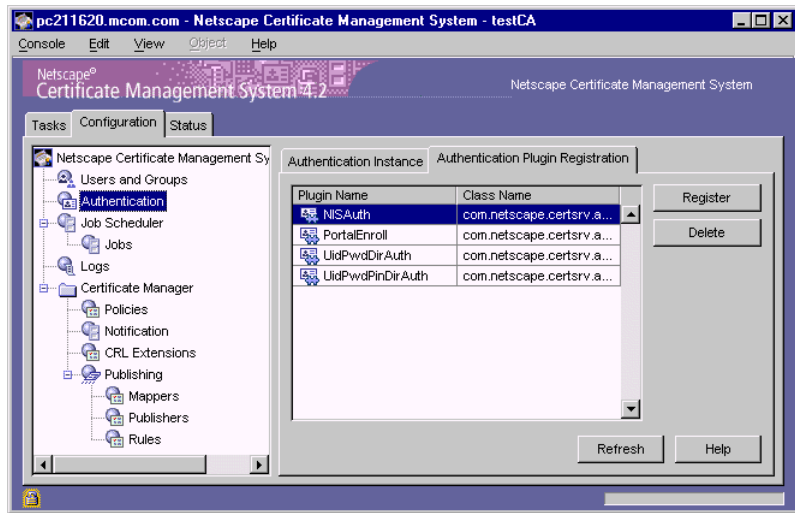 pc211620.mcom.com - Netscape Certificate Management System - testCA
Console Edit View Object Help
Netscape®
Certificate Management System 4.2
Netscape Certificate Management System
Tasks Configuration Status
Netscape Certificate Management Sy
Users and Groups
Authentication
Job Scheduler
Jobs
Logs
Certificate Manager
Policies
Notification
CRL Extensions
Publishing
Mappers
Publishers
Rules
Authentication Instance Authentication Plugin Registration
Plugin Name Class Name
NISAuth com.netscape.certsrv.a...
PortalEnroll com.netscape.certsrv.a...
UidPwdDirAuth com.netscape.certsrv.a...
UidPwdPinDirAuth com.netscape.certsrv.a...
Register
Delete
Refresh Help